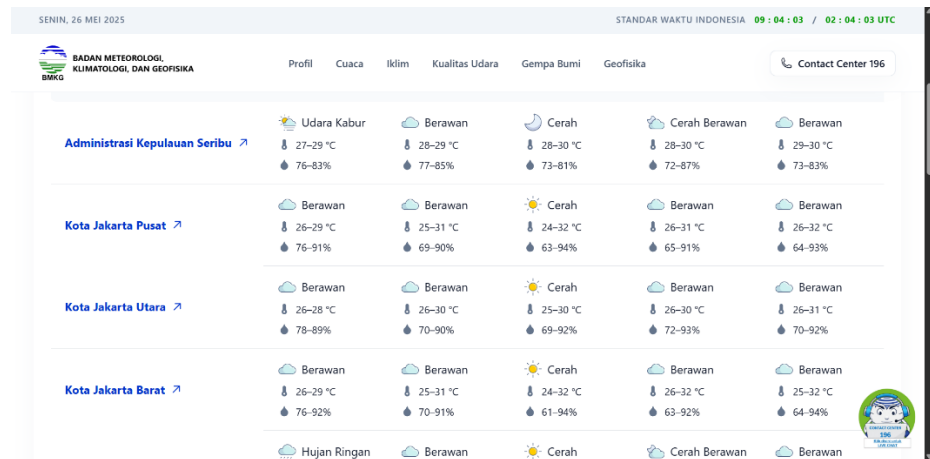 SENIN, 26 MEI 2025 STANDAR WAKTU INDONESIA 09 : 04 : 03 / 02 : 04 : 03 UTC
BMKG
BADAN METEOROLOGI,
KLIMATOLOGI, DAN GEOFISIKA
Profil Cuaca Iklim Kualitas Udara Gempa Bumi Geofisika Contact Center 196
Administrasi Kepulauan Seribu
Udara Kabur Berawan Cerah Cerah Berawan Berawan
27–29 °C 28–29 °C 28–30 °C 28–30 °C 29–30 °C
76–83% 77–85% 73–81% 72–87% 73–83%
Kota Jakarta Pusat
Berawan Berawan Cerah Berawan Berawan
26–29 °C 25–31 °C 24–32 °C 26–31 °C 26–32 °C
76–91% 69–90% 63–94% 65–91% 64–93%
Kota Jakarta Utara
Berawan Berawan Cerah Berawan Berawan
26–28 °C 26–30 °C 25–30 °C 26–30 °C 26–31 °C
78–89% 70–90% 69–92% 72–93% 70–92%
Kota Jakarta Barat
Berawan Berawan Cerah Berawan Berawan
26–29 °C 25–31 °C 24–32 °C 26–32 °C 25–32 °C
76–92% 70–91% 61–94% 63–92% 64–94%
CONTACT CENTER
196
LIVE CHAT
Hujan Ringan Berawan Cerah Cerah Berawan Berawan